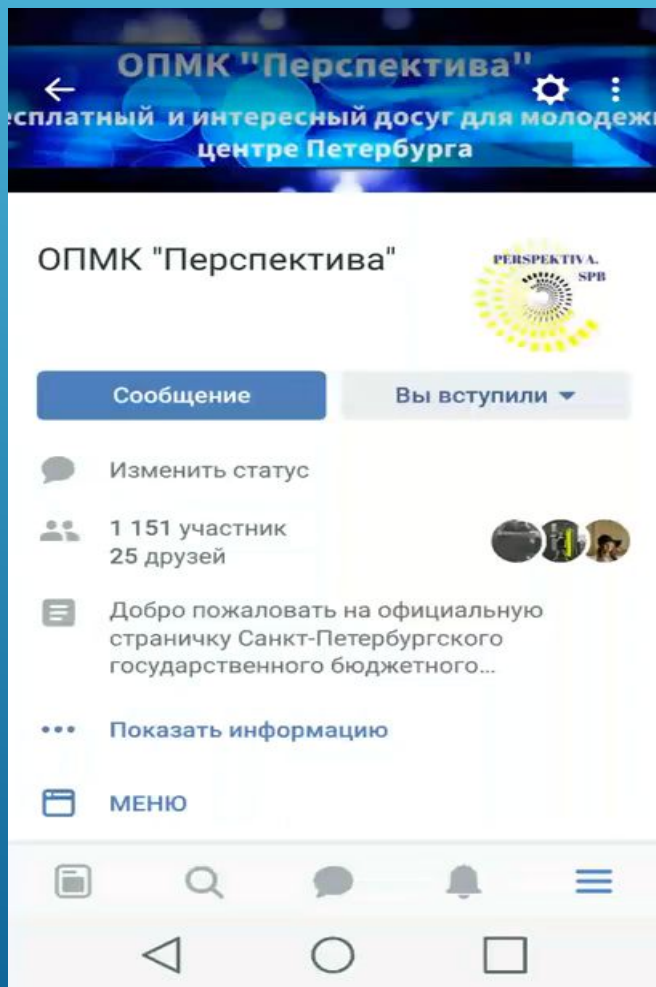 ОПМК "Перспектива"
есплатный и интересный досуг для молодежи
центре Петербурга
ОПМК "Перспектива"
PERSPEKTIVA.
SPB
Сообщение
Вы вступили
Изменить статус
1 151 участник
25 друзей
Добро пожаловать на официальную
страничку Санкт-Петербургского
государственного бюджетного...
Показать информацию
МЕНЮ